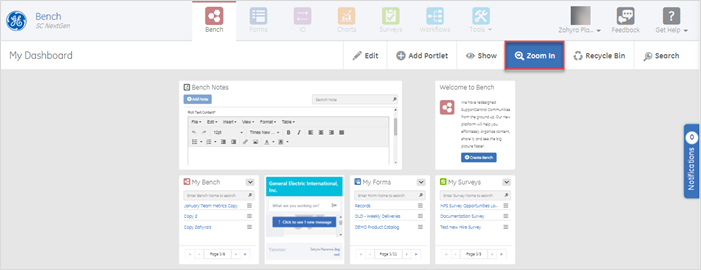 Bench
SC NextGen
Bench
Forms
IQ
Charts
Surveys
Workflows
Tools
Zahyra Pla...
Feedback
Get Help
My Dashboard
Edit
Add Portlet
Show
Zoom In
Recycle Bin
Search
Bench Notes
Add Note
Search Note
Rich Text Content*
File Edit Insert View Format Table
12pt Times New ... B I
Welcome to Bench
We have redesigned
SupportCentral Communities
from the ground up. Our new
platform will help you
effortlessly, organize content,
share it and see the big
picture faster.
Create Bench
Notifications 0
My Bench
Enter Bench Name to search
January Team Metrics Copy
Copy 2
Copy Zahyra's
Page 1/6
General Electric International,
Inc.
What are you working on?
Click to see 1 new message
My Forms
Enter Form Name to search
Records
OLD - Weekly Deliveries
DEMO Product Catalog
Page 1/11
My Surveys
Enter Survey Name to search
HPS Survey Opportunities Lo...
Documentation Survey
Test New Hire Survey
Page 1/3